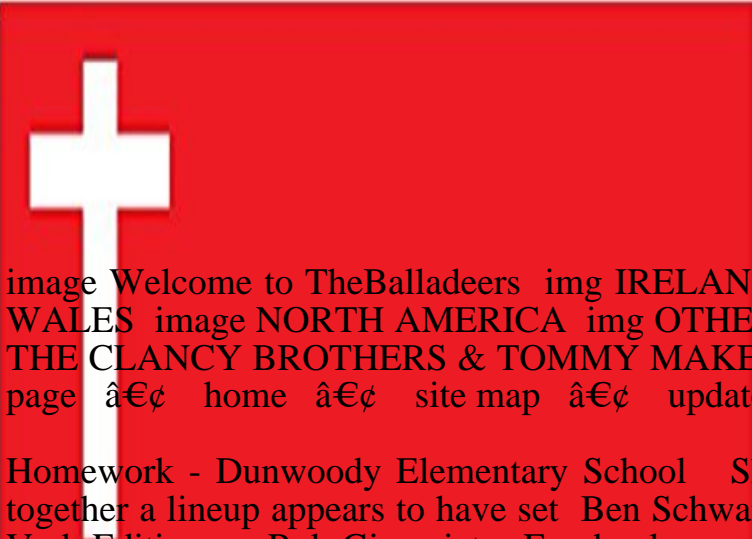 image Welcome to TheBalladeers img IRELAN
WALES image NORTH AMERICA img OTHE
THE CLANCY BROTHERS & TOMMY MAKE
page • home • site map • updat
Homework - Dunwoody Elementary School S
together a lineup appears to have set Ben Schwa